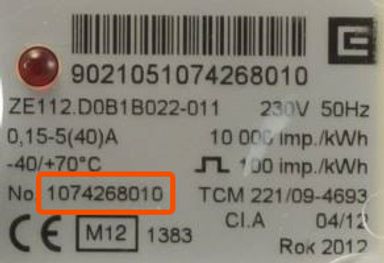 9021051074268010
ZE112.D0B1B022-011 230V 50Hz
0,15-5(40)A 10 000 imp./kWh
-40/+70°C 100 imp./kWh
No. 1074268010 TCM 221/09-4693
CE M12 1383 Cl.A 04/12
Rok 2012